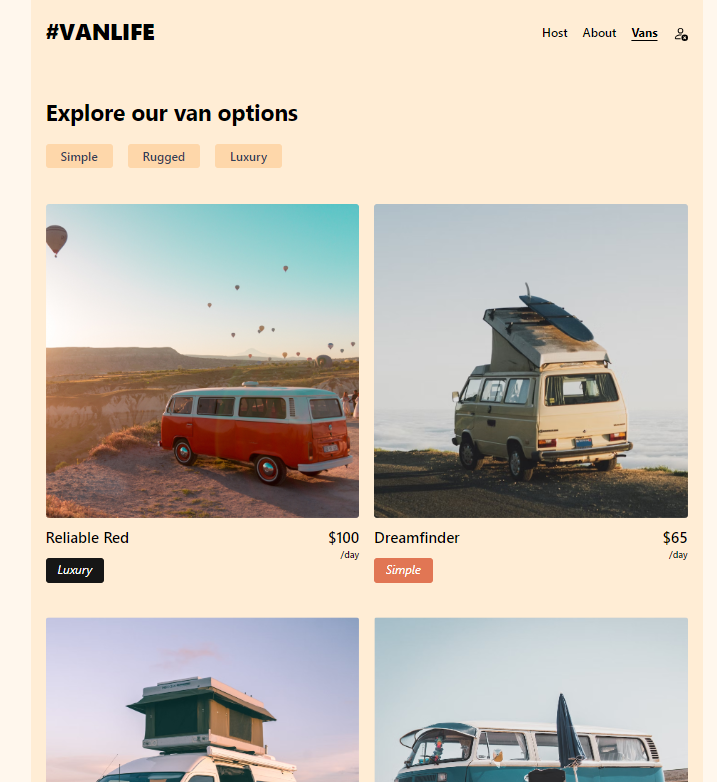 #VANLIFE
Host About Vans
Explore our van options
Simple Rugged Luxury
Reliable Red $100
/day
Luxury
Dreamfinder $65
/day
Simple